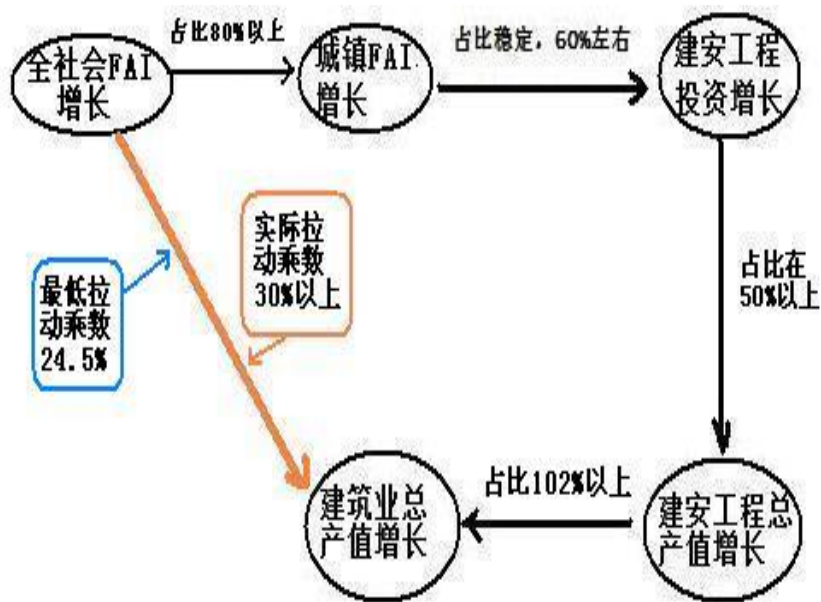 占比80%以上
全社会FAI
增长
城镇FAI
增长
占比稳定，60%左右
建安工程
投资增长
实际拉
动乘数
30%以上
最低拉
动乘数
24.5%
占比在
50%以上
建筑业总
产值增长
占比102%以上
建安工程总
产值增长